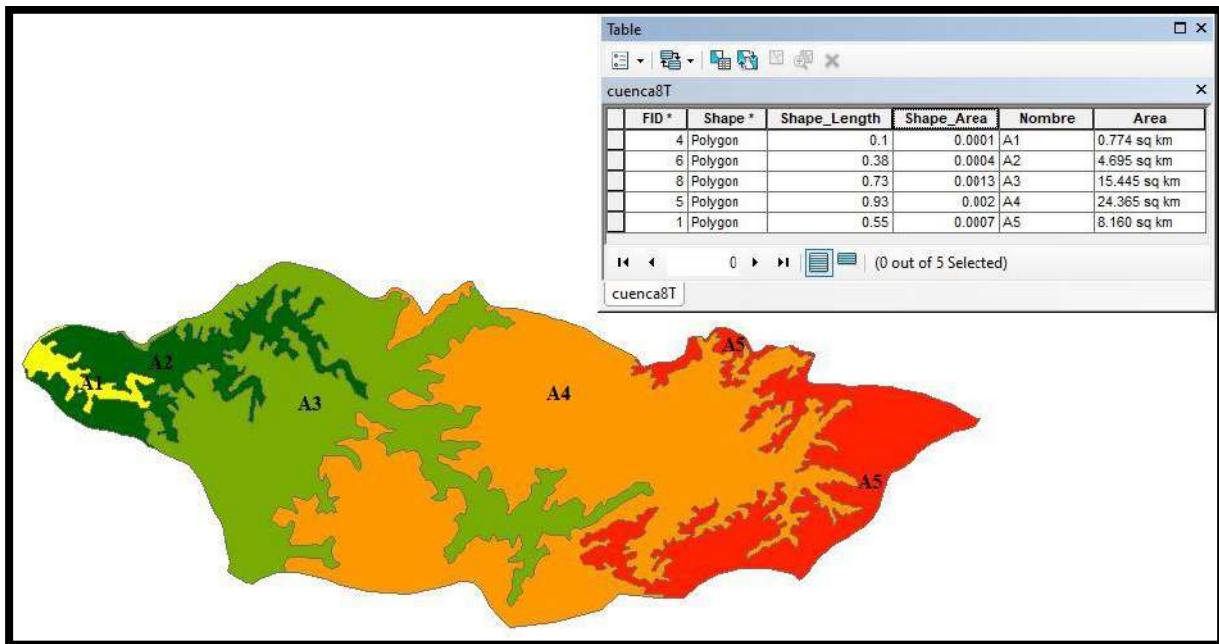 Table
cuenca8T
FID * Shape * Shape_Length Shape_Area Nombre Area
4 Polygon 0.1 0.0001 A1 0.774 sq km
6 Polygon 0.38 0.0004 A2 4.695 sq km
8 Polygon 0.73 0.0013 A3 15.445 sq km
5 Polygon 0.93 0.002 A4 24.365 sq km
1 Polygon 0.55 0.0007 A5 8.160 sq km
0 (0 out of 5 Selected)
cuenca8T
A5
A2
A1
A3
A4
A5